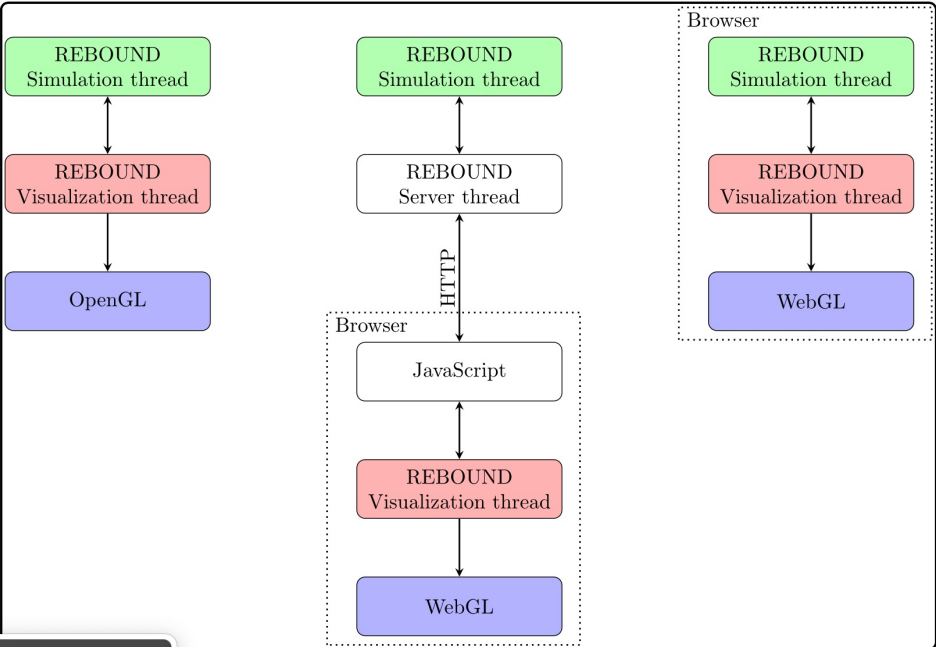 REBOUND
Simulation thread
REBOUND
Visualization thread
OpenGL
REBOUND
Simulation thread
REBOUND
Server thread
HTTP
Browser
JavaScript
REBOUND
Visualization thread
WebGL
Browser
REBOUND
Simulation thread
REBOUND
Visualization thread
WebGL